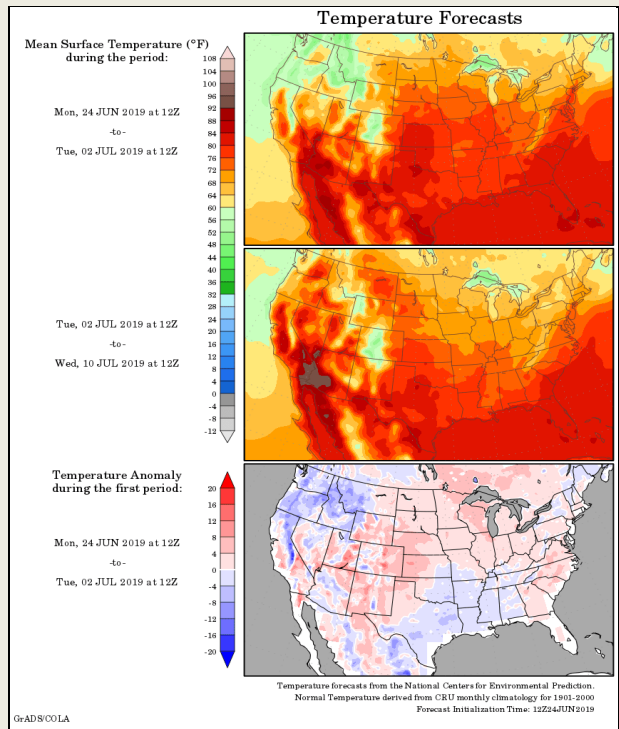 Temperature Forecasts
Mean Surface Temperature (°F)
during the period:
Mon, 24 JUN 2019 at 12Z
-to-
Tue, 02 JUL 2019 at 12Z
108
104
100
96
92
88
84
80
76
72
68
64
60
56
52
48
44
40
36
32
28
24
20
16
12
8
4
0
-4
-8
-12
Tue, 02 JUL 2019 at 12Z
-to-
Wed, 10 JUL 2019 at 12Z
Temperature Anomaly
during the first period:
Mon, 24 JUN 2019 at 12Z
-to-
Tue, 02 JUL 2019 at 12Z
20
16
12
8
4
0
-4
-8
-12
-16
-20
Temperature forecasts from the National Centers for Environmental Prediction.
Normal Temperature derived from CRU monthly climatology for 1901-2000
Forecast Initialization Time: 12Z24JUN2019
GrADS/COLA